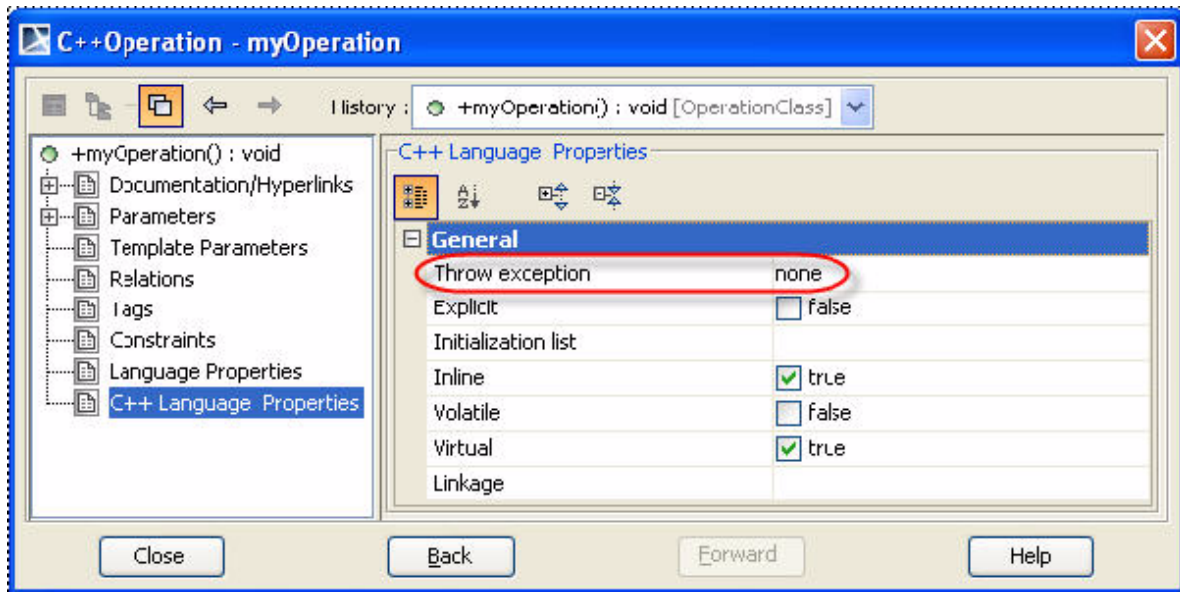 C++Operation - myOperation
History : +myOperation() : void [OperationClass]
+myOperation() : void
Documentation/Hyperlinks
Parameters
Template Parameters
Relations
Tags
Constraints
Language Properties
C++ Language Properties
C++ Language Properties
General
Throw exception none
Explicit false
Initialization list
Inline true
Volatile false
Virtual true
Linkage
Close Back Forward Help